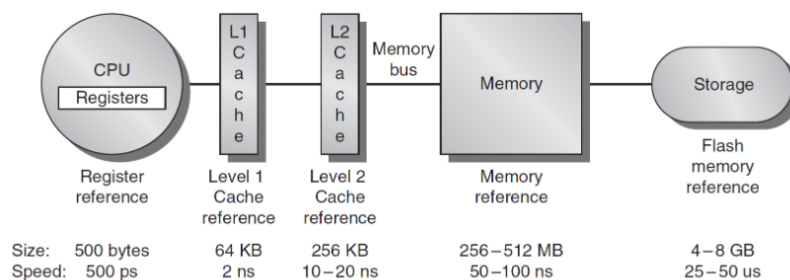 CPU
Registers
L1
C
a
c
h
e
L2
C
a
c
h
e
Memory
bus
Memory
Storage
Register
reference
Level 1
Cache
reference
Level 2
Cache
reference
Memory
reference
Flash
memory
reference
Size: 500 bytes 64 KB 256 KB 256–512 MB 4–8 GB
Speed: 500 ps 2 ns 10–20 ns 50–100 ns 25–50 us